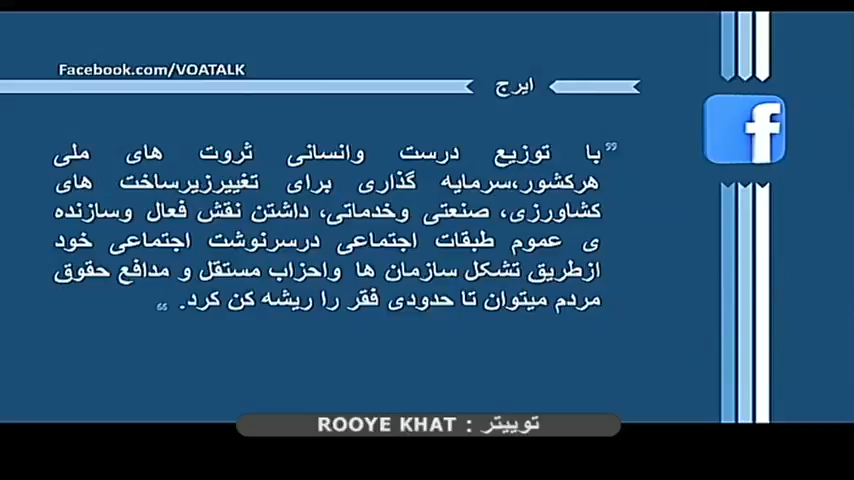 Facebook.com/VOATALK
ایرج
"با توزیع درست وانسانی ثروت های ملی
هرکشور،سرمایه گذاری برای تغییرزیرساخت های
کشاورزی، صنعتی وخدماتی، داشتن نقش فعال وسازنده
ی عموم طبقات اجتماعی درسرنوشت اجتماعی خود
ازطریق تشکل سازمان ها واحزاب مستقل و مدافع حقوق
مردم میتوان تا حدودی فقر را ریشه کن کرد. "
توییتر : ROOYE KHAT